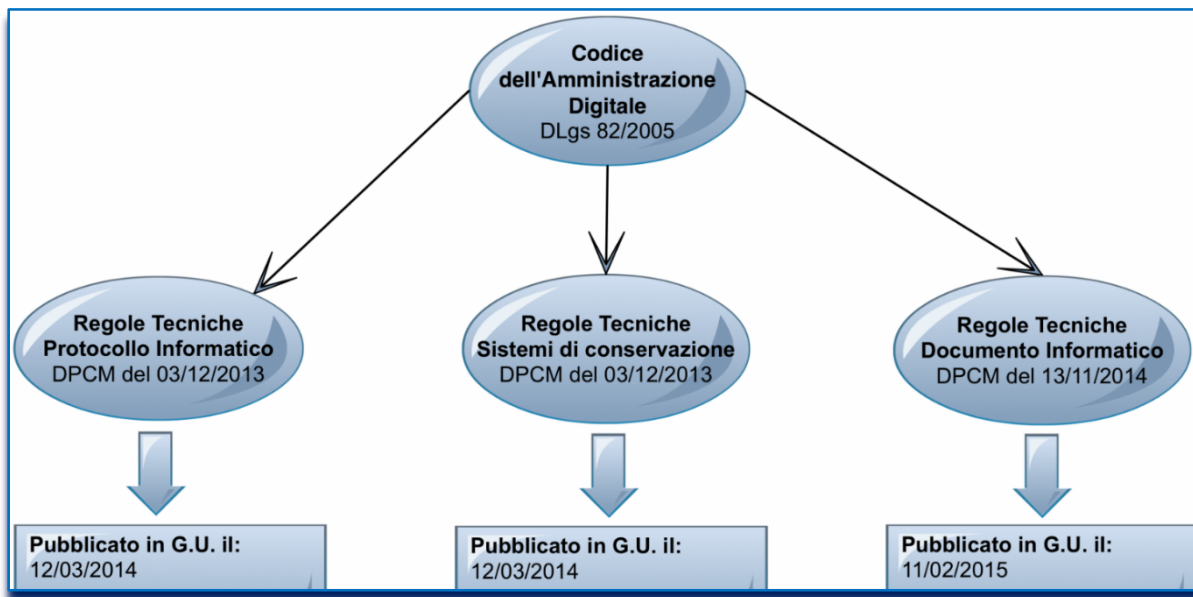 Codice
dell'Amministrazione
Digitale
DLgs 82/2005
Regole Tecniche
Protocollo Informatico
DPCM del 03/12/2013
Regole Tecniche
Sistemi di conservazione
DPCM del 03/12/2013
Regole Tecniche
Documento Informatico
DPCM del 13/11/2014
Pubblicato in G.U. il:
12/03/2014
Pubblicato in G.U. il:
12/03/2014
Pubblicato in G.U. il:
11/02/2015